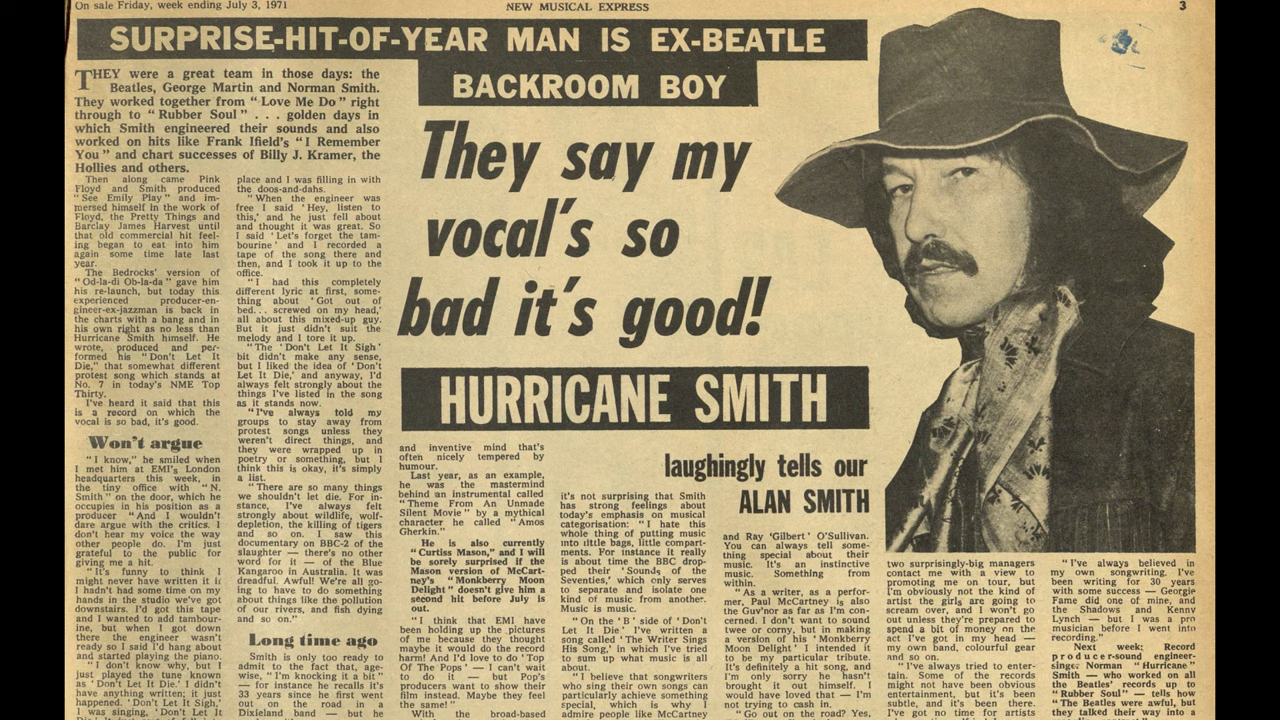 On sale Friday, week ending July 3, 1971
NEW MUSICAL EXPRESS
3
SURPRISE-HIT-OF-YEAR MAN IS EX-BEATLE
BACKROOM BOY
They say my
vocal's so
bad it's good!
HURRICANE SMITH
laughingly tells our
ALAN SMITH
THEY were a great team in those days: the
Beatles, George Martin and Norman Smith.
They worked together from "Love Me Do" right
through to "Rubber Soul" . . . golden days in
which Smith engineered their sounds and also
worked on hits like Frank Ifield's "I Remember
You" and chart successes of Billy J. Kramer, the
Hollies and others.
Then along came Pink
Floyd and Smith produced
"See Emily Play" and im-
mersed himself in the work of
Floyd, the Pretty Things and
Barclay James Harvest until
that old commercial hit feel-
ing began to eat into him
again some time late last
year.
The Bedrocks' version of
"Od-la-di Ob-la-da" gave him
his re-launch, but today this
experienced producer-en-
gineer-ex-jazzman is back in
the charts with a bang and in
his own right as no less than
Hurricane Smith himself. He
wrote, produced and per-
formed his "Don't Let It
Die," that somewhat different
protest song which stands at
No. 7 in today's NME Top
Thirty.
I've heard it said that this
is a record on which the
vocal is so bad, it's good.
Won't argue
"I know," he smiled when
I met him at EMI's London
headquarters this week, in
the tiny office with "N.
Smith" on the door, which he
occupies in his position as a
producer "And I wouldn't
dare argue with the critics. I
don't hear my voice the way
other people do. I'm just
grateful to the public for
giving me a hit.
"It's funny to think I
might never have written it if
I hadn't had some time on my
hands in the studio we've got
downstairs. I'd got this tape
and I wanted to add tambour-
ine, but when I got down
there the engineer wasn't
ready so I said I'd hang about
and started playing the piano.
"I don't know why, but I
just played the tune known
as 'Don't Let It Die.' I didn't
have anything written; it just
happened. 'Don't Let It Sigh,'
I was singing, 'Don't Let It
place and I was filling in with
the doos-and-dahs.
"When the engineer was
free I said 'Hey, listen to
this,' and he just fell about
and thought it was great. So
I said 'Let's forget the tam-
bourine' and I recorded a
tape of the song there and
then, and I took it up to the
office.
"I had this completely
different lyric at first, some-
thing about 'Got out of
bed . . . screwed on my head,'
all about this mixed-up guy.
But it just didn't suit the
melody and I tore it up.
"The 'Don't Let It Sigh'
bit didn't make any sense,
but I liked the idea of 'Don't
Let It Die,' and anyway, I'd
always felt strongly about the
things I've listed in the song
as it stands now.
"I've always told my
groups to stay away from
protest songs unless they
weren't direct things, and
they were wrapped up in
poetry or something, but I
think this is okay, it's simply
a list.
"There are so many things
we shouldn't let die. For in-
stance, I've always felt
strongly about wildlife, wolf-
depletion, the killing of tigers
and so on. I saw this
documentary on BBC-2 of the
slaughter — there's no other
word for it — of the Blue
Kangaroo in Australia. It was
dreadful. Awful! We're all go-
ing to have to do something
about things like the pollution
of our rivers, and fish dying
and so on."
Long time ago
Smith is only too ready to
admit to the fact that, age-
wise, "I'm knocking it a bit"
— for instance he recalls it's
33 years since he first went
out on the road in a
Dixieland band — but he
and inventive mind that's
often nicely tempered by
humour.
Last year, as an example,
he was the mastermind
behind an instrumental called
"Theme From An Unmade
Silent Movie" by a mythical
character he called "Amos
Gherkin."
He is also currently
"Curtiss Mason," and I will
be sorely surprised if the
Mason version of McCart-
ney's "Monkberry Moon
Delight" doesn't give him a
second hit before July is
out.
"I think that EMI have
been holding up the pictures
of me because they thought
maybe it would do the record
harm! And I'd love to do 'Top
Of The Pops' — I can't wait
to do it — but Pop's
producers want to show their
film instead. Maybe they feel
the same!"
With the broad-based
it's not surprising that Smith
has strong feelings about
today's emphasis on musical
categorisation: "I hate this
whole thing of putting music
into little bags, little compart-
ments. For instance it really
is about time the BBC drop-
ped their 'Sounds of the
Seventies,' which only serves
to separate and isolate one
kind of music from another.
Music is music.
"On the 'B' side of 'Don't
Let It Die' I've written a
song called 'The Writer Sings
His Song,' in which I've tried
to sum up what music is all
about.
"I believe that songwriters
who sing their own songs can
particularly achieve something
special, which is why I
admire people like McCartney
and Ray 'Gilbert' O'Sullivan.
You can always tell some-
thing special about their
music. It's an instinctive
music. Something from
within.
"As a writer, as a perfor-
mer, Paul McCartney is also
the Guv'nor as far as I'm con-
cerned. I don't want to sound
twee or corny, but in making
a version of his 'Monkberry
Moon Delight' I intended it
to be my particular tribute.
It's definitely a hit song, and
I'm only sorry he hasn't
brought it out himself. I
would have loved that — I'm
not trying to cash in.
"Go out on the road? Yes,
two surprisingly-big managers
contact me with a view to
promoting me on tour, but
I'm obviously not the kind of
artist the girls are going to
scream over, and I won't go
out unless they're prepared to
spend a bit of money on the
act I've got in my head —
my own band, colourful gear
and so on.
"I've always tried to enter-
tain. Some of the records
might not have been obvious
entertainment, but it's been
subtle, and it's been there.
I've got no time for artists
"I've always believed in
my own songwriting. I've
been writing for 30 years
with some success — Georgie
Fame did one of mine, and
the Shadows and Kenny
Lynch — but I was a pro
musician before I went into
recording."
Next week; Record
producer-sound engineer-
singer Norman "Hurricane"
Smith — who worked on all
the Beatles' records up to
"Rubber Soul" — tells how
"The Beatles were awful, but
they talked their way into a